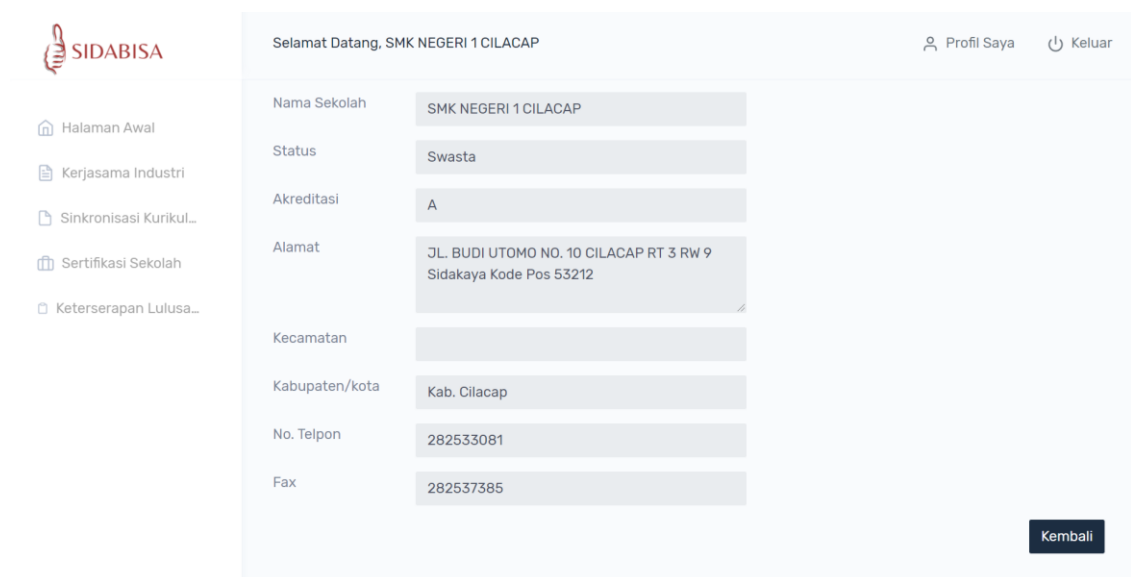 SIDABISA
Selamat Datang, SMK NEGERI 1 CILACAP
Profil Saya
Keluar
Halaman Awal
Kerjasama Industri
Sinkronisasi Kurikul...
Sertifikasi Sekolah
Keterserapan Lulusa...
Nama Sekolah
SMK NEGERI 1 CILACAP
Status
Swasta
Akreditasi
A
Alamat
JL. BUDI UTOMO NO. 10 CILACAP RT 3 RW 9
Sidakaya Kode Pos 53212
Kecamatan
Kabupaten/kota
Kab. Cilacap
No. Telpon
282533081
Fax
282537385
Kembali